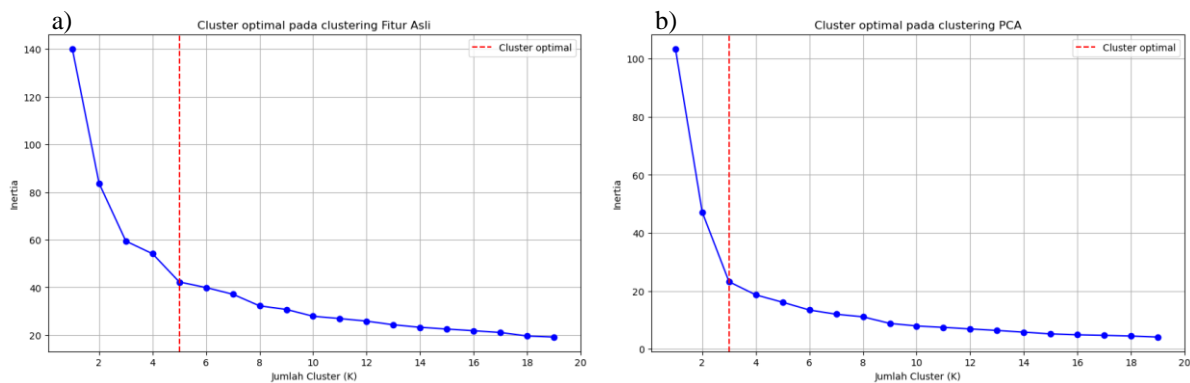 a)
Cluster optimal pada clustering Fitur Asli
Cluster optimal
140
120
100
80
60
40
20
Inertia
2 4 6 8 10 12 14 16 18 20
Jumlah Cluster (K)
b)
Cluster optimal pada clustering PCA
Cluster optimal
100
80
60
40
20
0
Inertia
2 4 6 8 10 12 14 16 18 20
Jumlah Cluster (K)